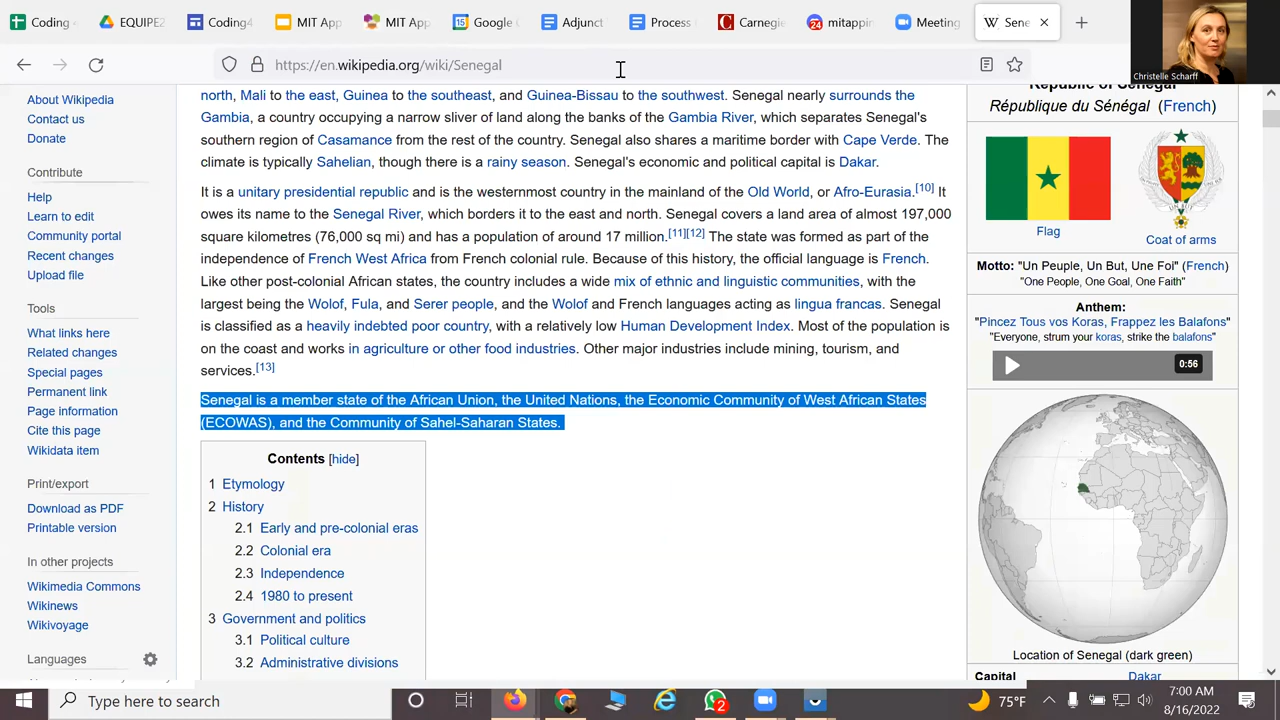 Coding
EQUIPE2
Coding4
MIT App
MIT App
Google
Adjunct
Process
Carnegie
mitappin
Meeting
Sene
https://en.wikipedia.org/wiki/Senegal
Christelle Scharff
About Wikipedia
Contact us
Donate
Contribute
Help
Learn to edit
Community portal
Recent changes
Upload file
Tools
What links here
Related changes
Special pages
Permanent link
Page information
Cite this page
Wikidata item
Print/export
Download as PDF
Printable version
In other projects
Wikimedia Commons
Wikinews
Wikivoyage
Languages
north, Mali to the east, Guinea to the southeast, and Guinea-Bissau to the southwest. Senegal nearly surrounds the
Gambia, a country occupying a narrow sliver of land along the banks of the Gambia River, which separates Senegal's
southern region of Casamance from the rest of the country. Senegal also shares a maritime border with Cape Verde. The
climate is typically Sahelian, though there is a rainy season. Senegal's economic and political capital is Dakar.
It is a unitary presidential republic and is the westernmost country in the mainland of the Old World, or Afro-Eurasia.[10] It
owes its name to the Senegal River, which borders it to the east and north. Senegal covers a land area of almost 197,000
square kilometres (76,000 sq mi) and has a population of around 17 million.[11][12] The state was formed as part of the
independence of French West Africa from French colonial rule. Because of this history, the official language is French.
Like other post-colonial African states, the country includes a wide mix of ethnic and linguistic communities, with the
largest being the Wolof, Fula, and Serer people, and the Wolof and French languages acting as lingua francas. Senegal
is classified as a heavily indebted poor country, with a relatively low Human Development Index. Most of the population is
on the coast and works in agriculture or other food industries. Other major industries include mining, tourism, and
services.[13]
Senegal is a member state of the African Union, the United Nations, the Economic Community of West African States
(ECOWAS), and the Community of Sahel-Saharan States.
Contents [hide]
1 Etymology
2 History
2.1 Early and pre-colonial eras
2.2 Colonial era
2.3 Independence
2.4 1980 to present
3 Government and politics
3.1 Political culture
3.2 Administrative divisions
Republic of Senegal
République du Sénégal (French)
Flag
Coat of arms
Motto: "Un Peuple, Un But, Une Foi" (French)
"One People, One Goal, One Faith"
Anthem:
"Pincez Tous vos Koras, Frappez les Balafons"
"Everyone, strum your koras, strike the balafons"
0:56
Location of Senegal (dark green)
Capital Dakar
Type here to search
2
75°F
7:00 AM
8/16/2022